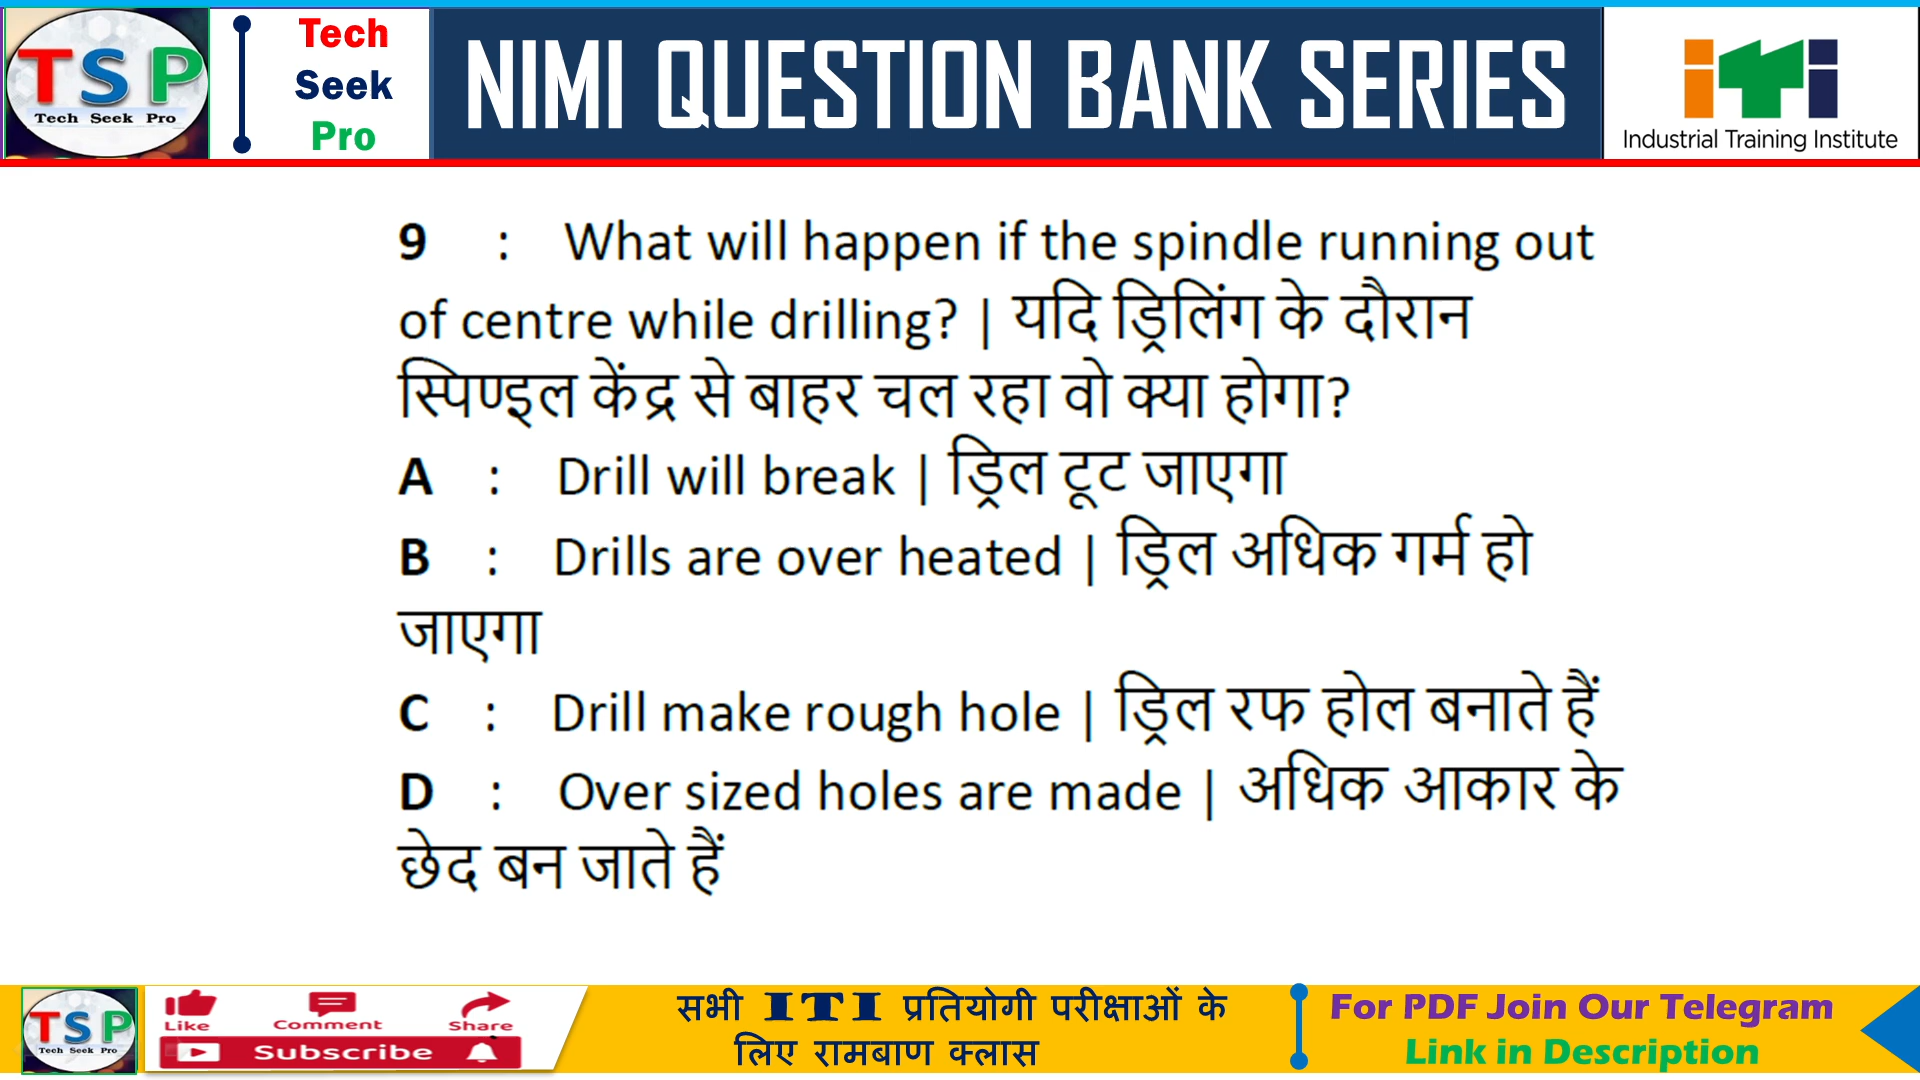 TSP
Tech Seek Pro
Tech
Seek
Pro
NIMI QUESTION BANK SERIES
iTi
Industrial Training Institute
9 : What will happen if the spindle running out
of centre while drilling? | यदि ड्रिलिंग के दौरान
स्पिण्इल केंद्र से बाहर चल रहा वो क्या होगा?
A : Drill will break | ड्रिल टूट जाएगा
B : Drills are over heated | ड्रिल अधिक गर्म हो
जाएगा
C : Drill make rough hole | ड्रिल रफ होल बनाते हैं
D : Over sized holes are made | अधिक आकार के
छेद बन जाते हैं
TSP
Tech Seek Pro
Like Comment Share
Subscribe
सभी ITI प्रतियोगी परीक्षाओं के
लिए रामबाण क्लास
For PDF Join Our Telegram
Link in Description